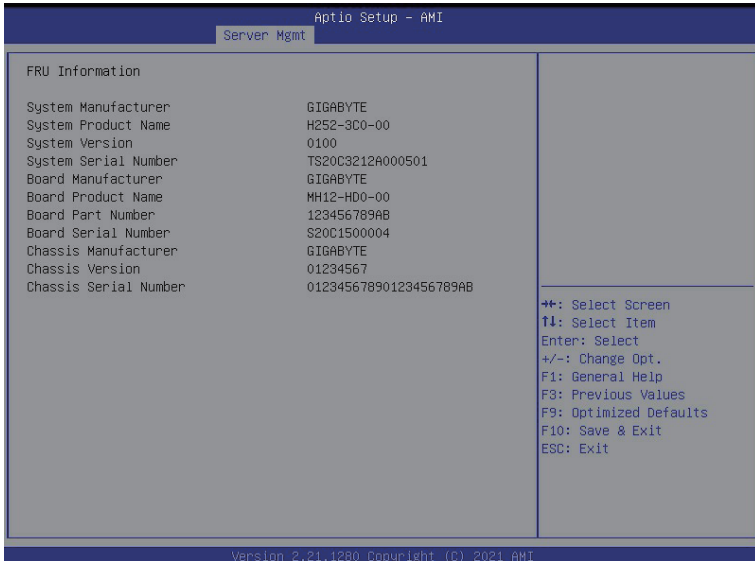 Aptio Setup – AMI
Server Mgmt
FRU Information
System Manufacturer GIGABYTE
System Product Name H252-3C0-00
System Version 0100
System Serial Number TS20C3212A000501
Board Manufacturer GIGABYTE
Board Product Name MH12-HD0-00
Board Part Number 123456789AB
Board Serial Number S20C1500004
Chassis Manufacturer GIGABYTE
Chassis Version 01234567
Chassis Serial Number 01234567890123456789AB
→←: Select Screen
↑↓: Select Item
Enter: Select
+/-: Change Opt.
F1: General Help
F3: Previous Values
F9: Optimized Defaults
F10: Save & Exit
ESC: Exit
Version 2.21.1280 Copyright (C) 2021 AMI